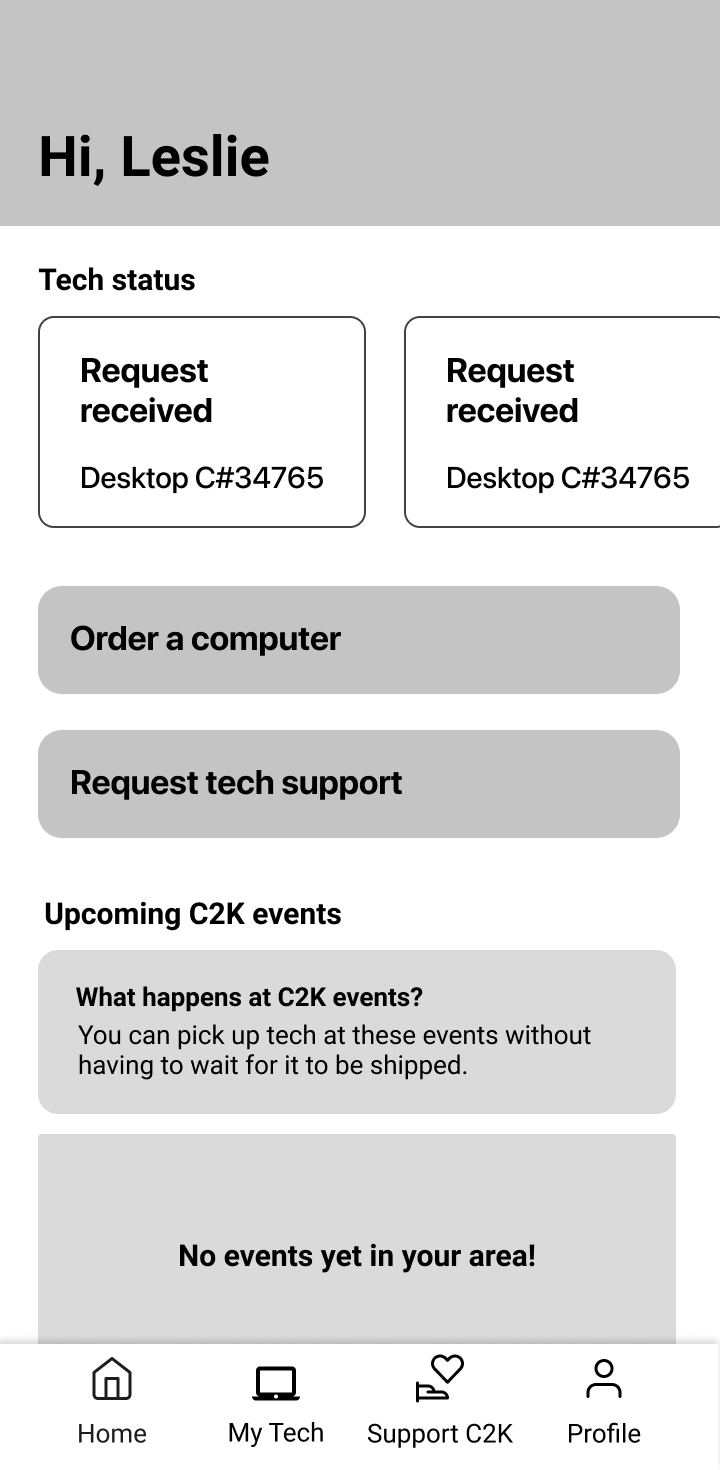 Hi, Leslie
Tech status
Request
received
Desktop C#34765
Request
received
Desktop C#34765
Order a computer
Request tech support
Upcoming C2K events
What happens at C2K events?
You can pick up tech at these events without
having to wait for it to be shipped.
No events yet in your area!
Home
My Tech
Support C2K
Profile